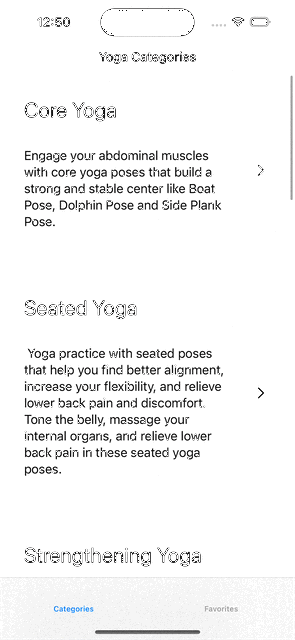 12:50
Yoga Categories
Core Yoga
Engage your abdominal muscles
with core yoga poses that build a
strong and stable center like Boat
Pose, Dolphin Pose and Side Plank
Pose.
Seated Yoga
Yoga practice with seated poses
that help you find better alignment,
increase your flexibility, and relieve
lower back pain and discomfort.
Tone the belly, massage your
internal organs, and relieve lower
back pain in these seated yoga
poses.
Strengthening Yoga
Categories
Favorites